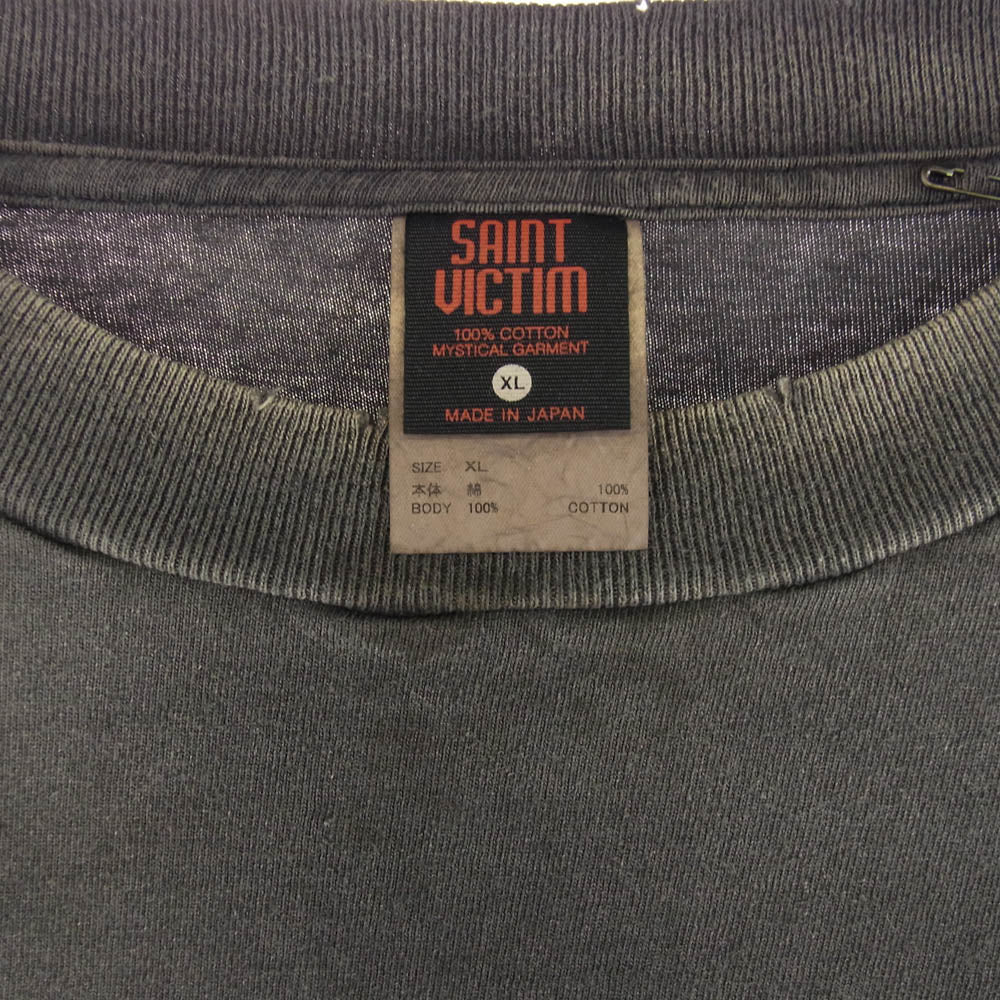 SAINT
VICTIM
100% COTTON
MYSTICAL GARMENT
XL
MADE IN JAPAN
SIZE XL
本体 綿 100%
BODY 100% COTTON